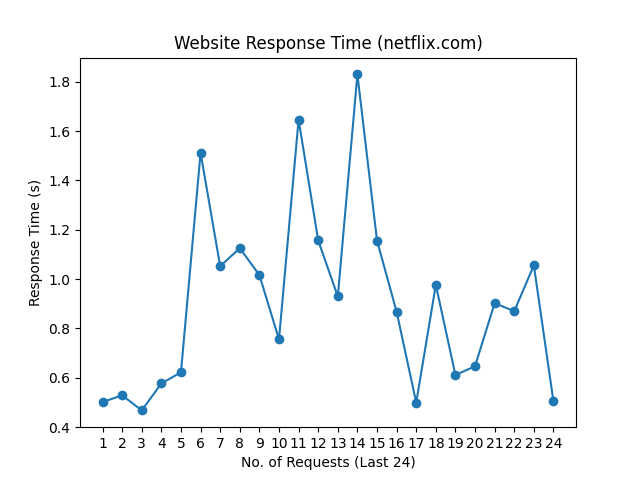 Website Response Time (netflix.com)
Response Time (s)
1.8
1.6
1.4
1.2
1.0
0.8
0.6
0.4
1 2 3 4 5 6 7 8 9 10 11 12 13 14 15 16 17 18 19 20 21 22 23 24
No. of Requests (Last 24)